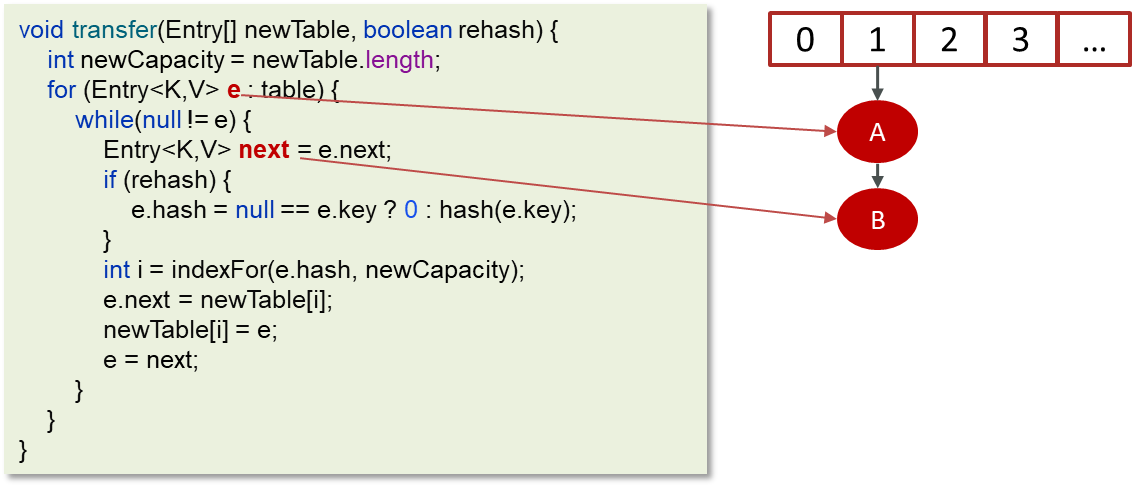 void transfer(Entry[] newTable, boolean rehash) {
int newCapacity = newTable.length;
for (Entry<K,V> e : table) {
while(null != e) {
Entry<K,V> next = e.next;
if (rehash) {
e.hash = null == e.key ? 0 : hash(e.key);
}
int i = indexFor(e.hash, newCapacity);
e.next = newTable[i];
newTable[i] = e;
e = next;
}
}
}
0 1 2 3 ...
A
B